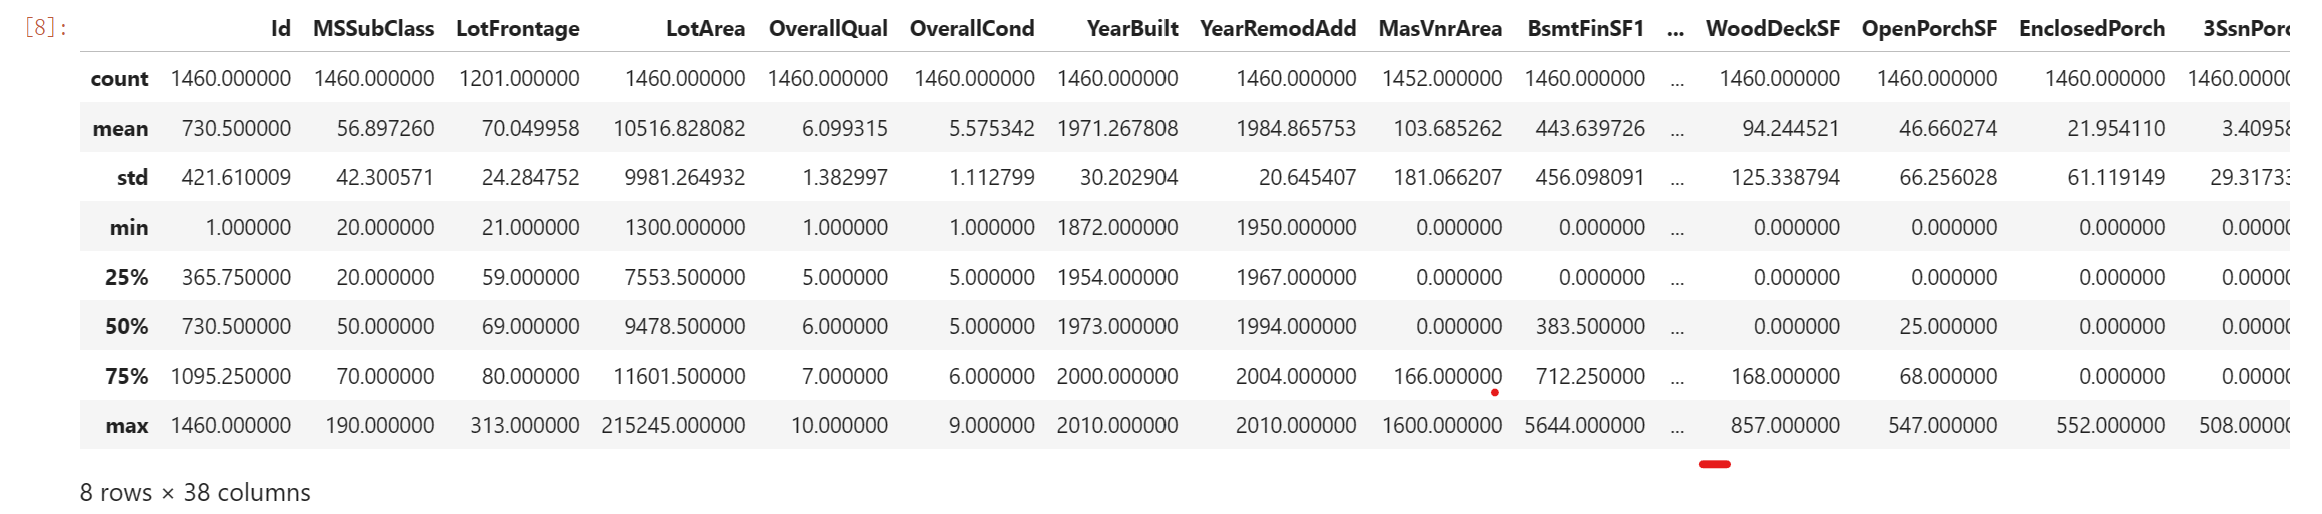 [8]:
Id MSSubClass LotFrontage LotArea OverallQual OverallCond YearBuilt YearRemodAdd MasVnrArea BsmtFinSF1 ... WoodDeckSF OpenPorchSF EnclosedPorch 3SsnPorc
count 1460.000000 1460.000000 1201.000000 1460.000000 1460.000000 1460.000000 1460.000000 1460.000000 1452.000000 1460.000000 ... 1460.000000 1460.000000 1460.000000 1460.00000
mean 730.500000 56.897260 70.049958 10516.828082 6.099315 5.575342 1971.267808 1984.865753 103.685262 443.639726 ... 94.244521 46.660274 21.954110 3.40958
std 421.610009 42.300571 24.284752 9981.264932 1.382997 1.112799 30.202904 20.645407 181.066207 456.098091 ... 125.338794 66.256028 61.119149 29.31733
min 1.000000 20.000000 21.000000 1300.000000 1.000000 1.000000 1872.000000 1950.000000 0.000000 0.000000 ... 0.000000 0.000000 0.000000 0.00000
25% 365.750000 20.000000 59.000000 7553.500000 5.000000 5.000000 1954.000000 1967.000000 0.000000 0.000000 ... 0.000000 0.000000 0.000000 0.00000
50% 730.500000 50.000000 69.000000 9478.500000 6.000000 5.000000 1973.000000 1994.000000 0.000000 383.500000 ... 0.000000 25.000000 0.000000 0.00000
75% 1095.250000 70.000000 80.000000 11601.500000 7.000000 6.000000 2000.000000 2004.000000 166.000000 712.250000 ... 168.000000 68.000000 0.000000 0.00000
max 1460.000000 190.000000 313.000000 215245.000000 10.000000 9.000000 2010.000000 2010.000000 1600.000000 5644.000000 ... 857.000000 547.000000 552.000000 508.00000
8 rows × 38 columns